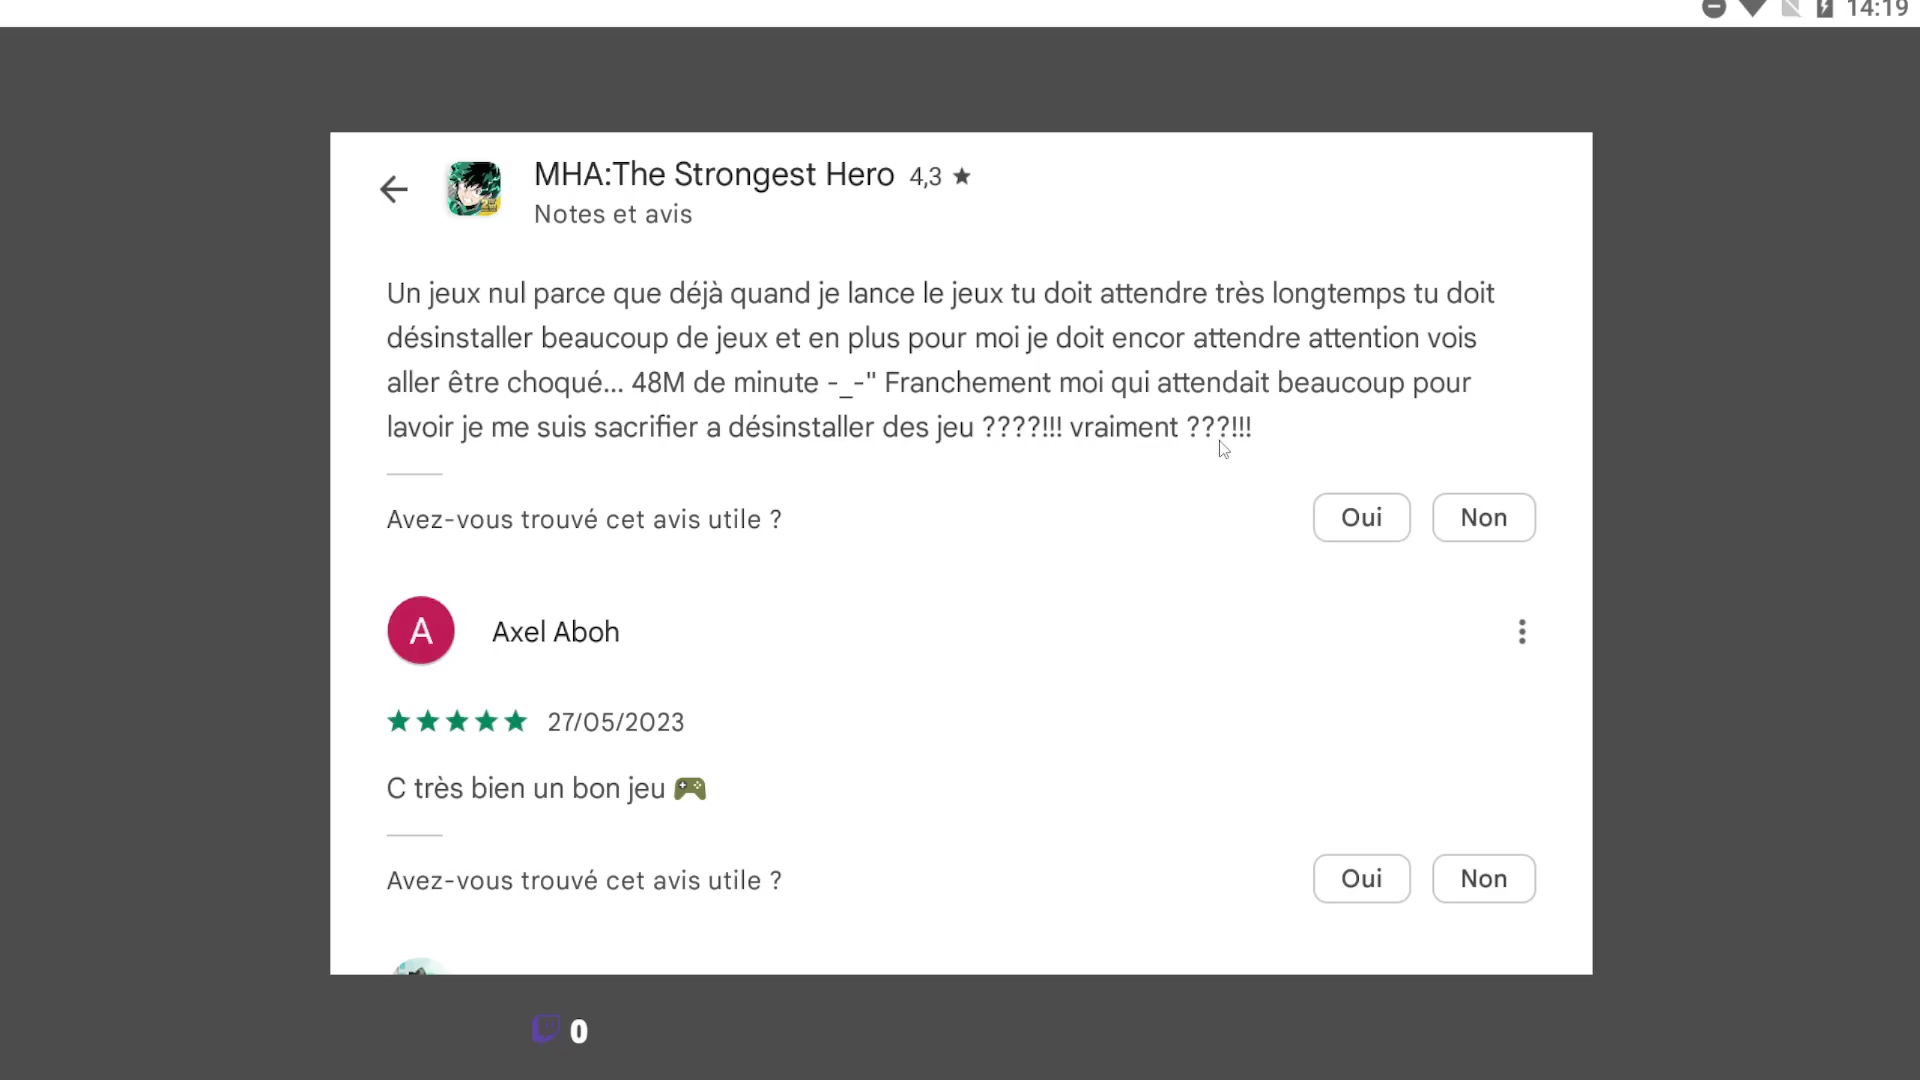 14:19
MHA:The Strongest Hero 4,3 ★
Notes et avis
Un jeux nul parce que déjà quand je lance le jeux tu doit attendre très longtemps tu doit
désinstaller beaucoup de jeux et en plus pour moi je doit encor attendre attention vois
aller être choqué... 48M de minute -_-" Franchement moi qui attendait beaucoup pour
lavoir je me suis sacrifier a désinstaller des jeu ????!!! vraiment ???!!!
Avez-vous trouvé cet avis utile ? Oui Non
A Axel Aboh
★★★★★ 27/05/2023
C très bien un bon jeu 🎮
Avez-vous trouvé cet avis utile ? Oui Non
0